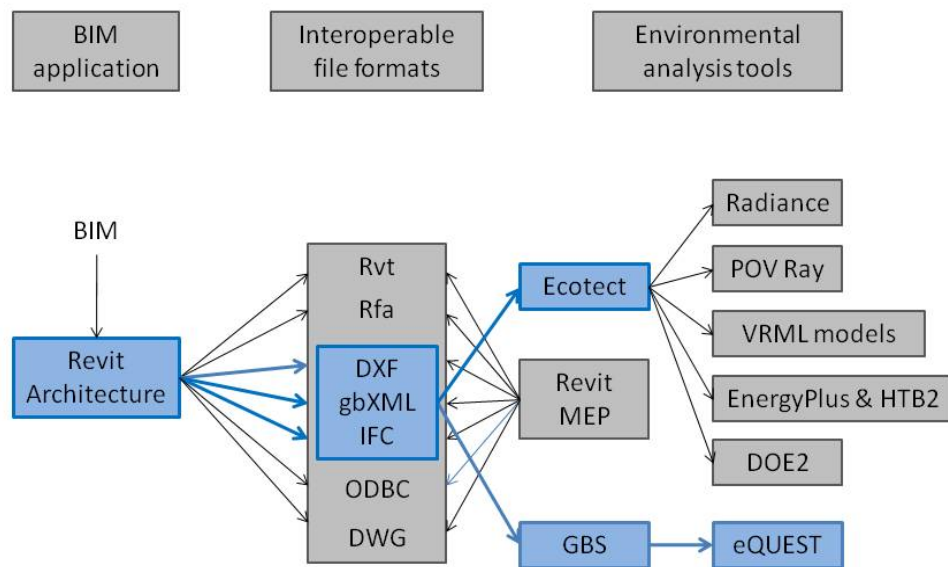 BIM
application
Interoperable
file formats
Environmental
analysis tools
BIM
Revit
Architecture
Rvt
Rfa
DXF
gbXML
IFC
ODBC
DWG
Ecotect
Revit
MEP
GBS
Radiance
POV Ray
VRML models
EnergyPlus & HTB2
DOE2
eQUEST